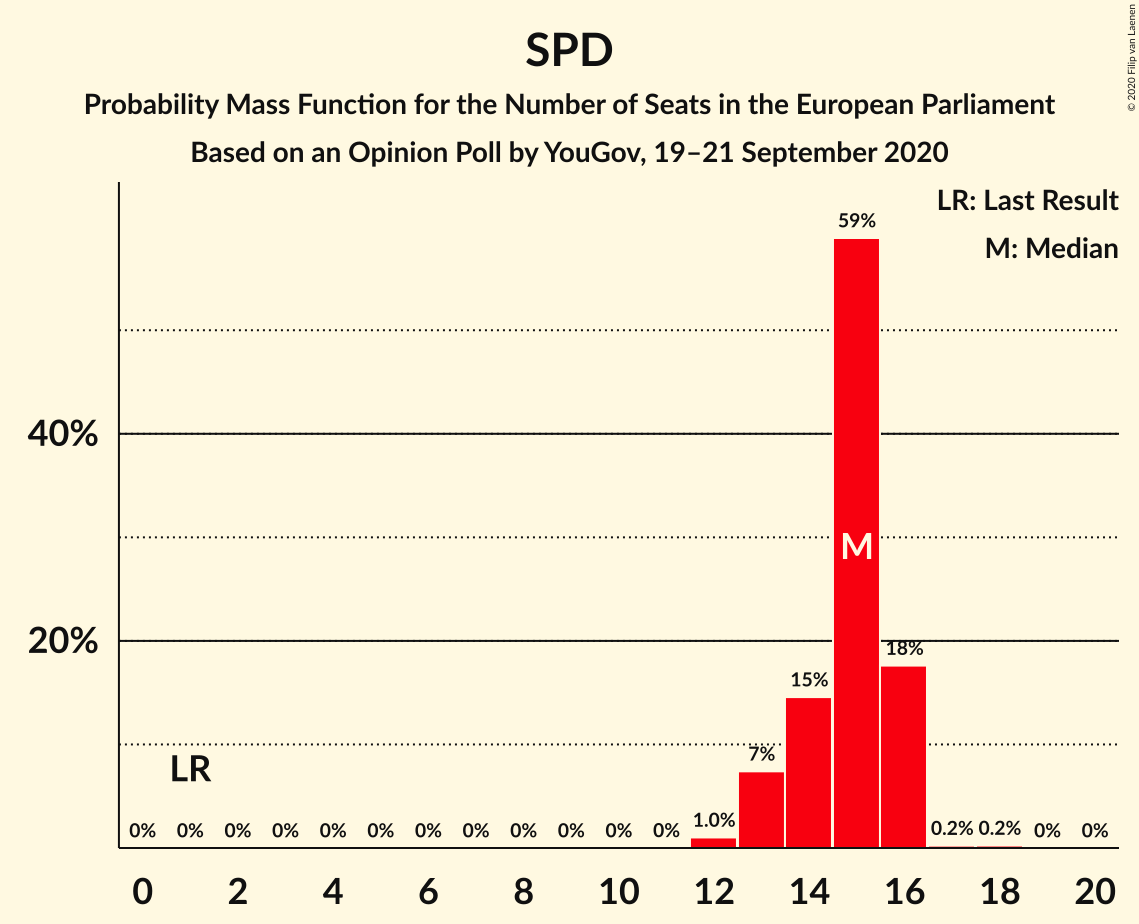 SPD
Probability Mass Function for the Number of Seats in the European Parliament
Based on an Opinion Poll by YouGov, 19–21 September 2020
© 2020 Filip van Laenen
LR: Last Result
M: Median
59%
40%
M
20%
18%
15%
7%
LR
0% 0% 0% 0% 0% 0% 0% 0% 0% 0% 0% 0% 1.0% 0.2% 0.2% 0% 0%
0 2 4 6 8 10 12 14 16 18 20